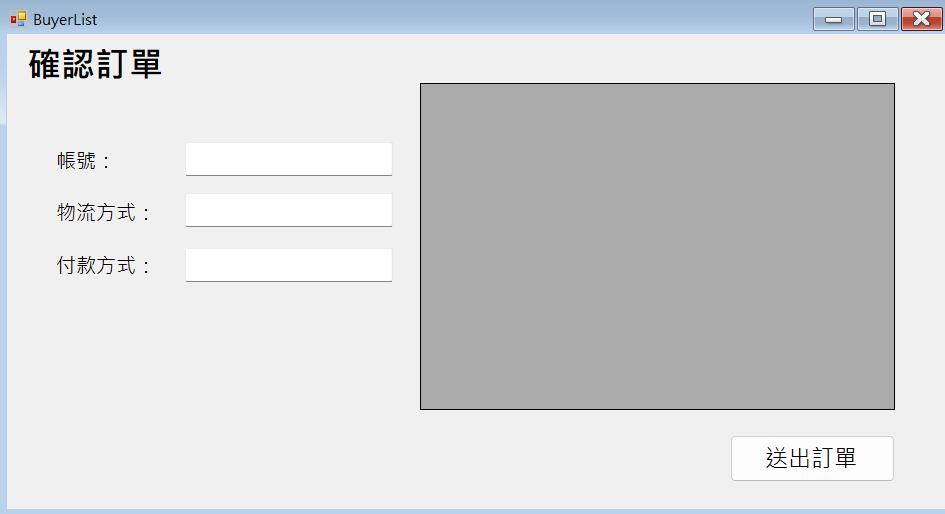 BuyerList
確認訂單
帳號：
物流方式：
付款方式：
送出訂單